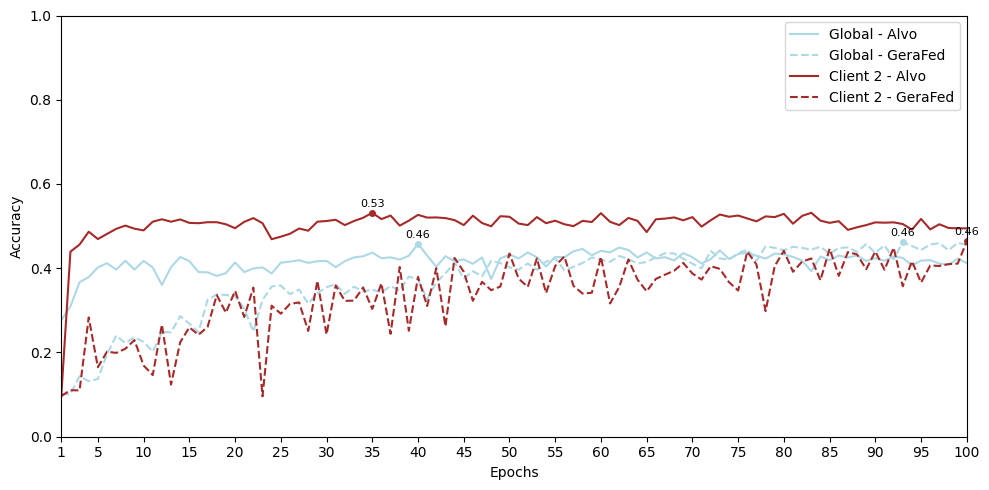 Global - Alvo
Global - GeraFed
Client 2 - Alvo
Client 2 - GeraFed
Accuracy
1.0
0.8
0.6
0.4
0.2
0.0
0.53
0.46
0.46
0.46
1 5 10 15 20 25 30 35 40 45 50 55 60 65 70 75 80 85 90 95 100
Epochs